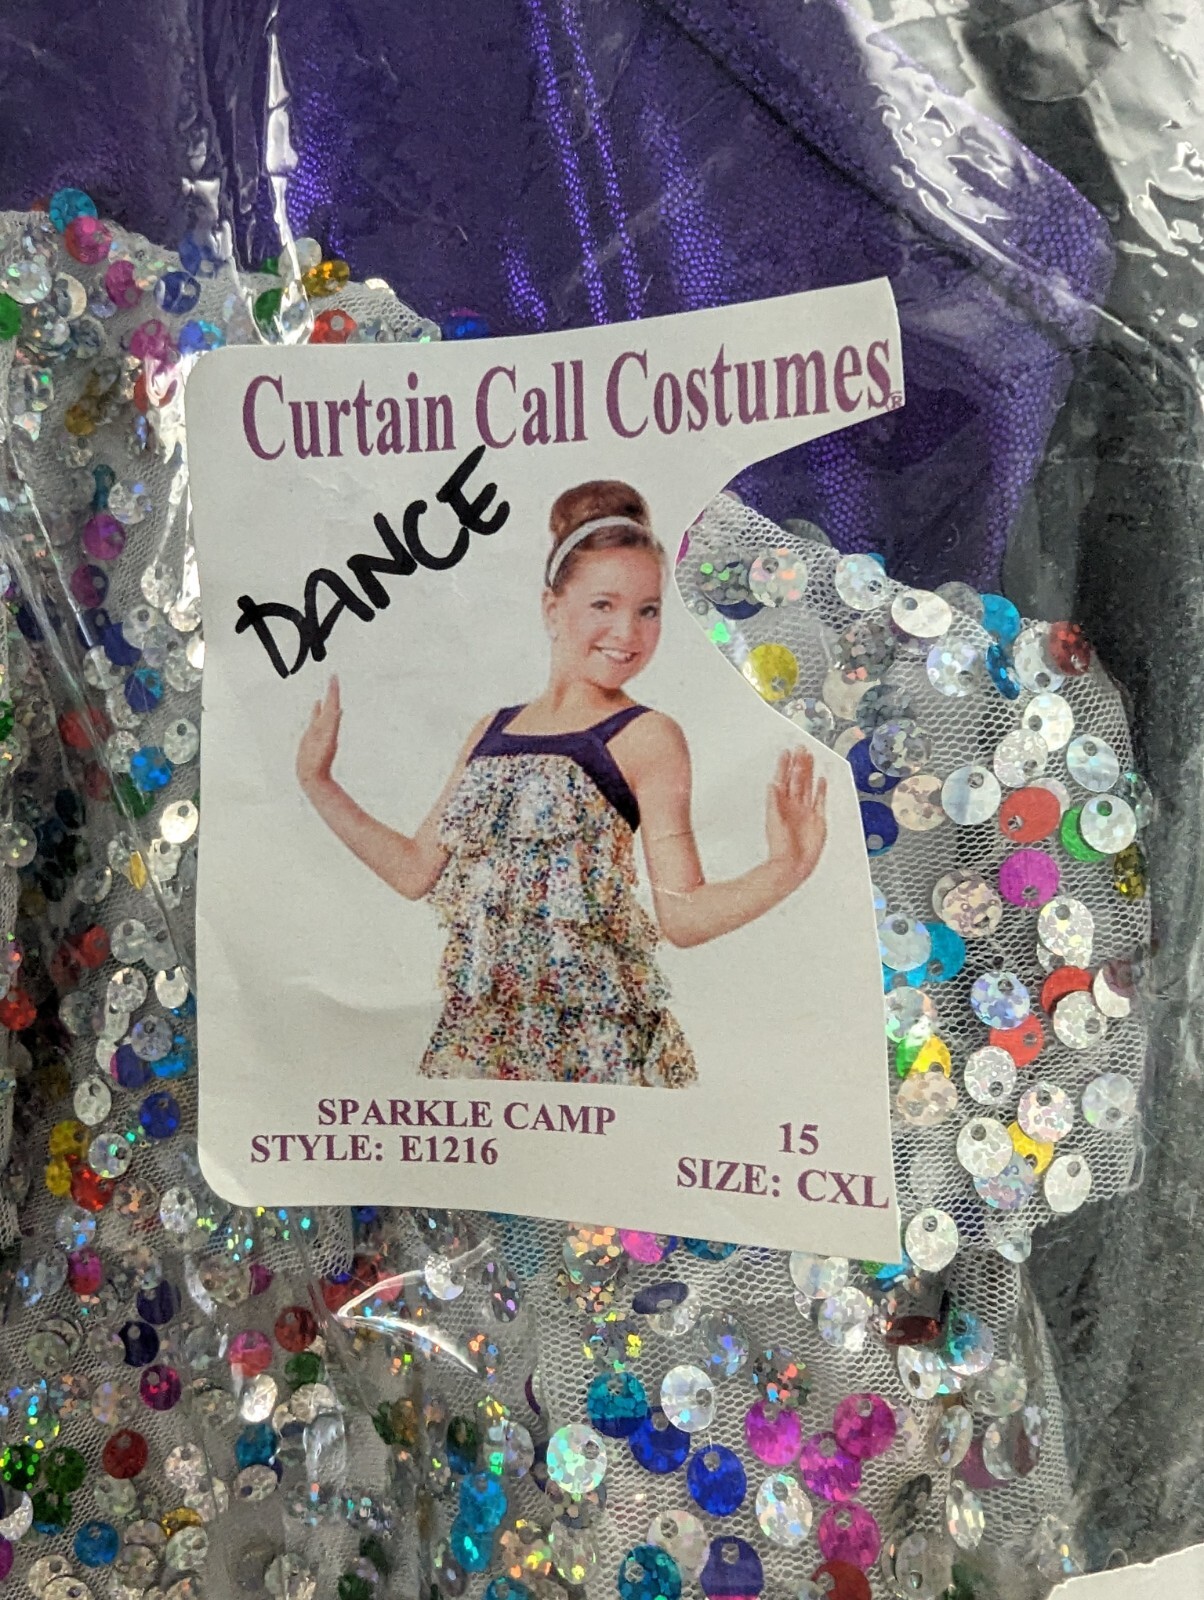 Curtain Call Costumes®
DANCE
SPARKLE CAMP
STYLE: E1216
15
SIZE: CXL